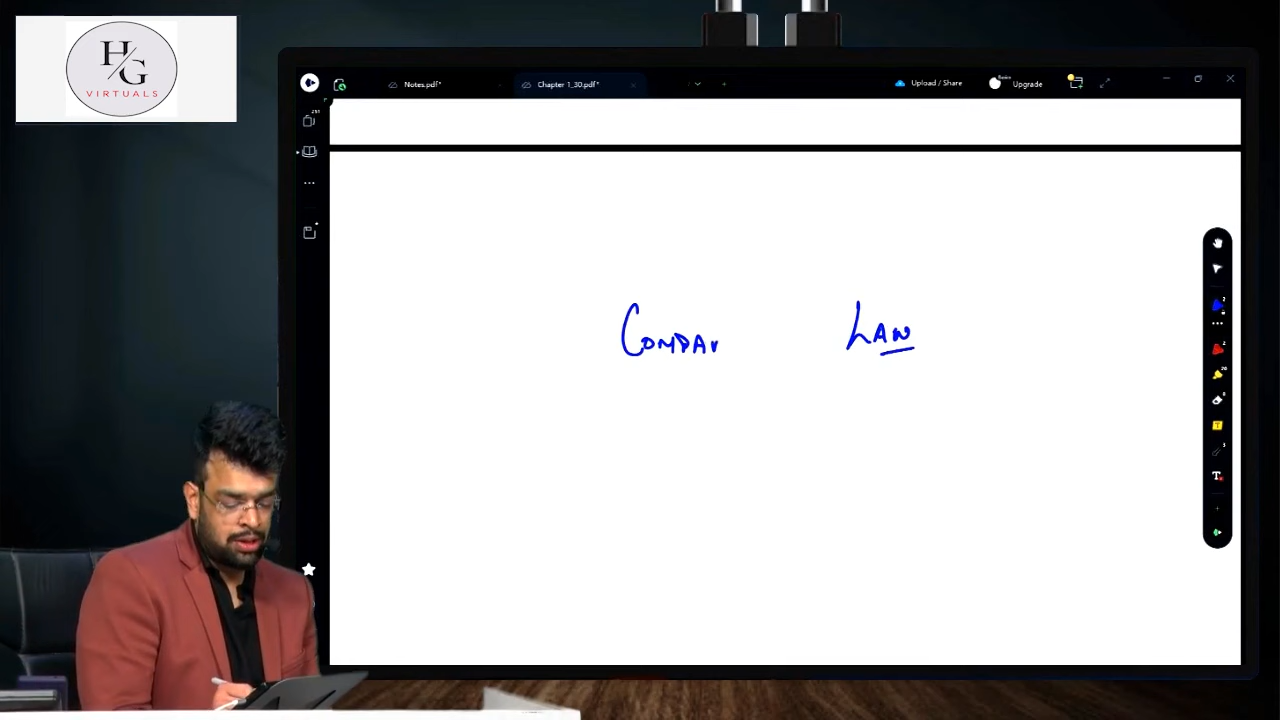 H/G
VIRTUALS
Notes.pdf*
Chapter 1_30.pdf*
Upload / Share
Upgrade
COMPAN LAW